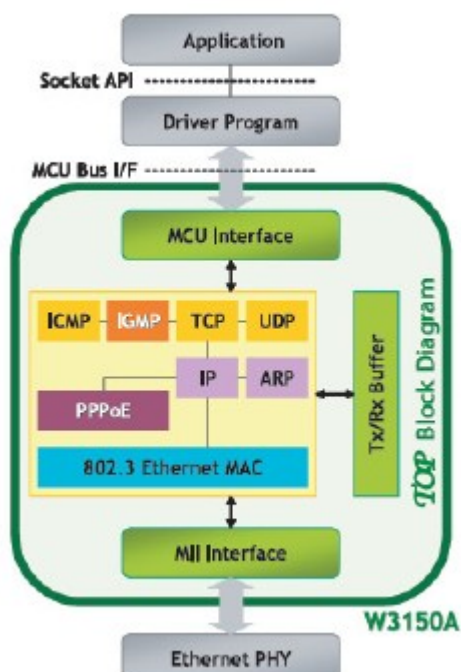 Application
Socket API
Driver Program
MCU Bus I/F
MCU Interface
ICMP IGMP TCP UDP
IP ARP
PPPoE
802.3 Ethernet MAC
Tx/Rx Buffer
TOP Block Diagram
MII Interface
W3150A
Ethernet PHY